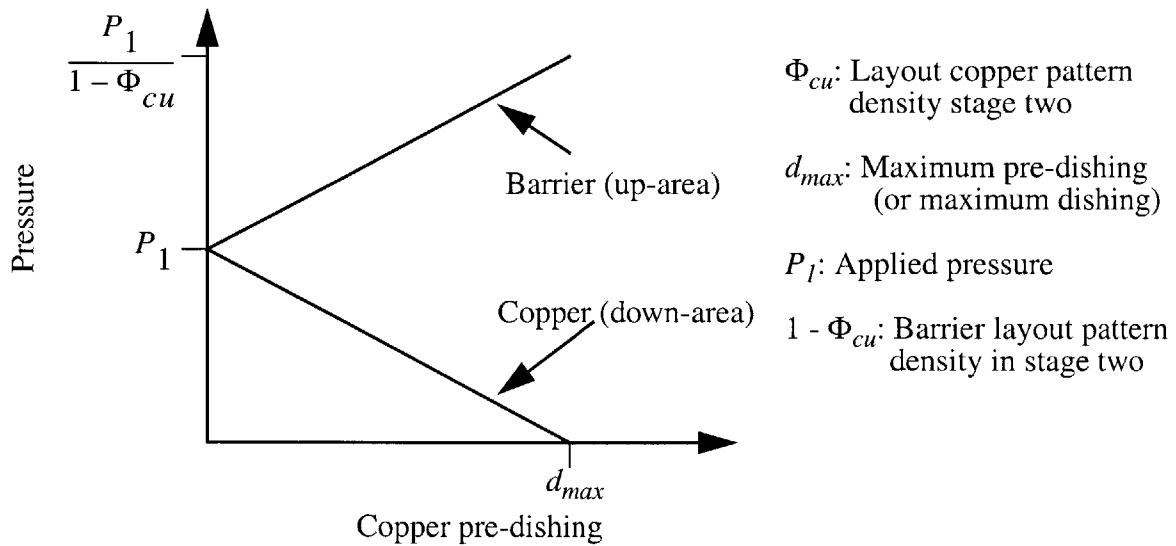 P1
1 − Φcu
Pressure
P1
Barrier (up-area)
Copper (down-area)
dmax
Copper pre-dishing
Φcu: Layout copper pattern
density stage two
dmax: Maximum pre-dishing
(or maximum dishing)
Pl: Applied pressure
1 - Φcu: Barrier layout pattern
density in stage two